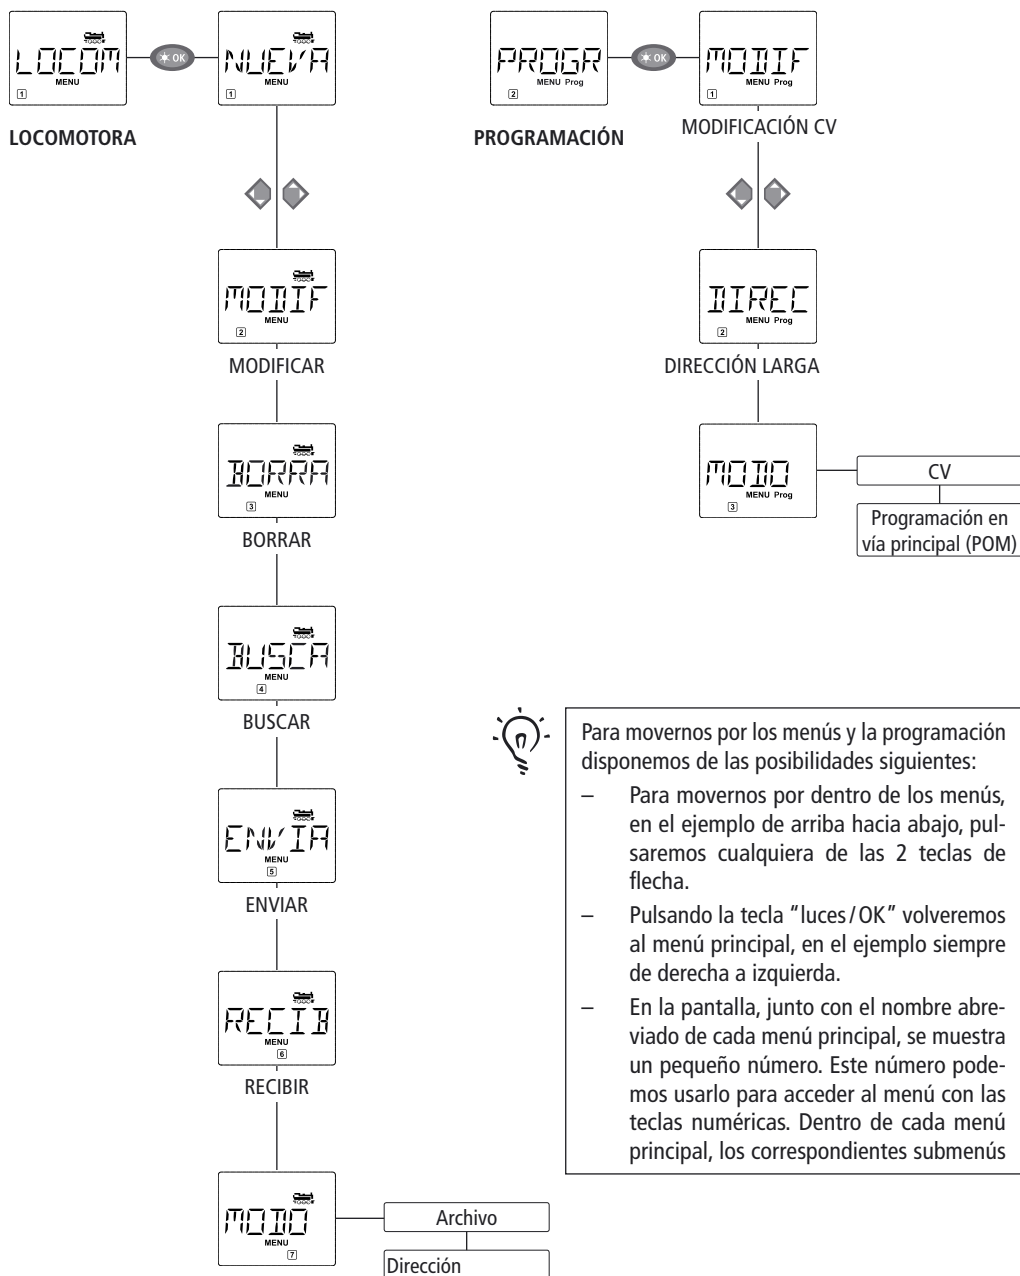 LOCOM
MENU
1
OK
NUEVA
MENU
1
LOCOMOTORA
MODIF
MENU
2
MODIFICAR
BORRA
MENU
3
BORRAR
BUSCA
MENU
4
BUSCAR
ENVIA
MENU
5
ENVIAR
RECIB
MENU
6
RECIBIR
MODO
MENU
7
Archivo
Dirección
PROGR
MENU Prog
2
OK
MODIF
MENU Prog
1
PROGRAMACIÓN
MODIFICACIÓN CV
DIREC
MENU Prog
2
DIRECCIÓN LARGA
MODO
MENU Prog
3
CV
Programación en
vía principal (POM)
Para movernos por los menús y la programación
disponemos de las posibilidades siguientes:
– Para movernos por dentro de los menús,
en el ejemplo de arriba hacia abajo, pul-
saremos cualquiera de las 2 teclas de
flecha.
– Pulsando la tecla "luces/OK" volveremos
al menú principal, en el ejemplo siempre
de derecha a izquierda.
– En la pantalla, junto con el nombre abre-
viado de cada menú principal, se muestra
un pequeño número. Este número pode-
mos usarlo para acceder al menú con las
teclas numéricas. Dentro de cada menú
principal, los correspondientes submenús